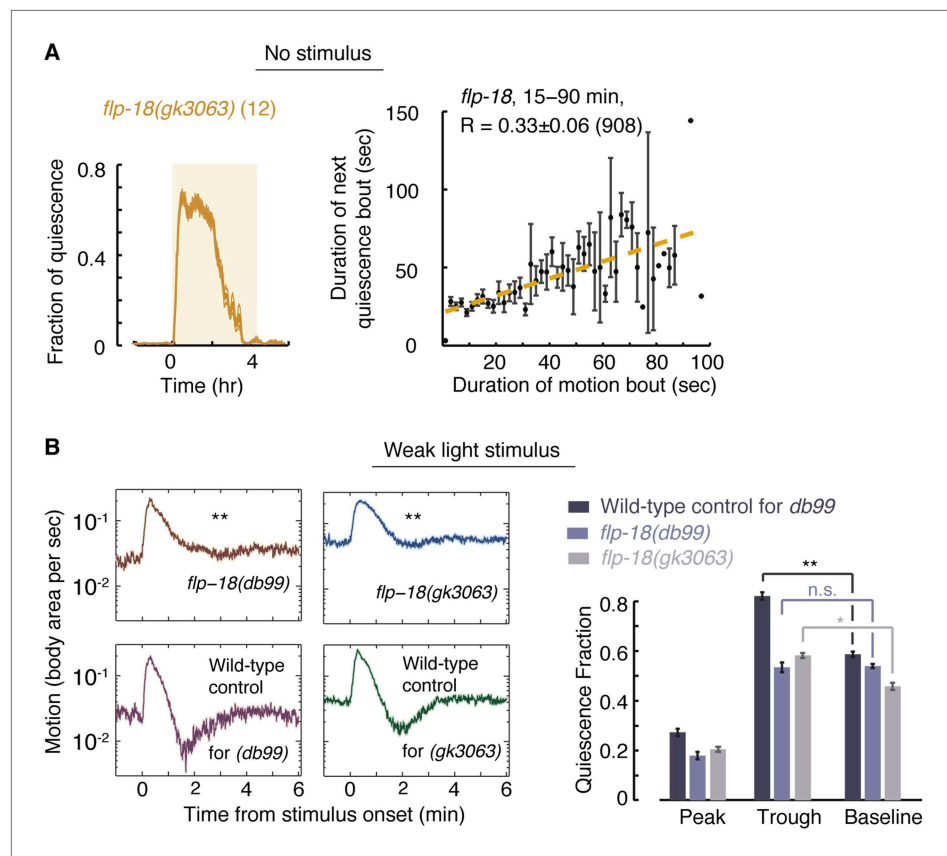 A
No stimulus
flp-18(gk3063) (12)
Fraction of quiescence
0.8
0.4
0
0
4
Time (hr)
flp-18, 15–90 min,
R = 0.33±0.06 (908)
Duration of next
quiescence bout (sec)
150
100
50
0
20
40
60
80
100
Duration of motion bout (sec)
B
Weak light stimulus
Motion (body area per sec)
10-1
10-2
**
flp–18(db99)
**
flp–18(gk3063)
10-1
10-2
Wild-type
control
for (db99)
Wild-type
control
for (gk3063)
0
2
4
6
0
2
4
6
Time from stimulus onset (min)
Wild-type control for db99
flp-18(db99)
flp-18(gk3063)
**
n.s.
*
Quiescence Fraction
0.8
0.6
0.4
0.2
0
Peak
Trough
Baseline